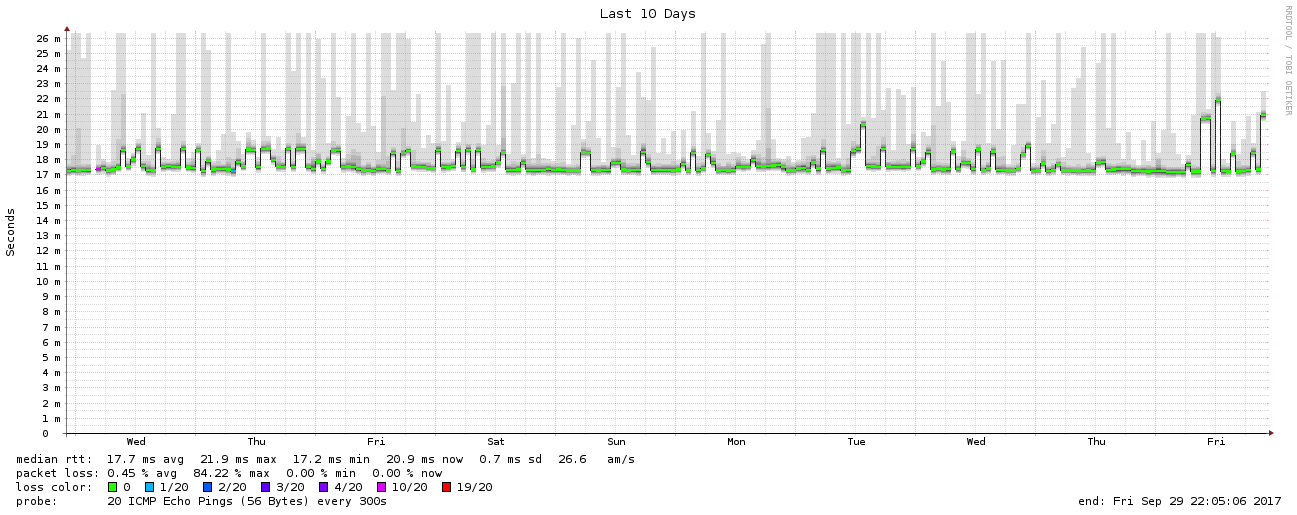 Last 10 Days
RRDTOOL / TOBI OETIKER
Seconds
26 m
25 m
24 m
23 m
22 m
21 m
20 m
19 m
18 m
17 m
16 m
15 m
14 m
13 m
12 m
11 m
10 m
9 m
8 m
7 m
6 m
5 m
4 m
3 m
2 m
1 m
0
Wed Thu Fri Sat Sun Mon Tue Wed Thu Fri
median rtt: 17.7 ms avg 21.9 ms max 17.2 ms min 20.9 ms now 0.7 ms sd 26.6 am/s
packet loss: 0.45 % avg 84.22 % max 0.00 % min 0.00 % now
loss color: 0 1/20 2/20 3/20 4/20 10/20 19/20
probe: 20 ICMP Echo Pings (56 Bytes) every 300s end: Fri Sep 29 22:05:06 2017